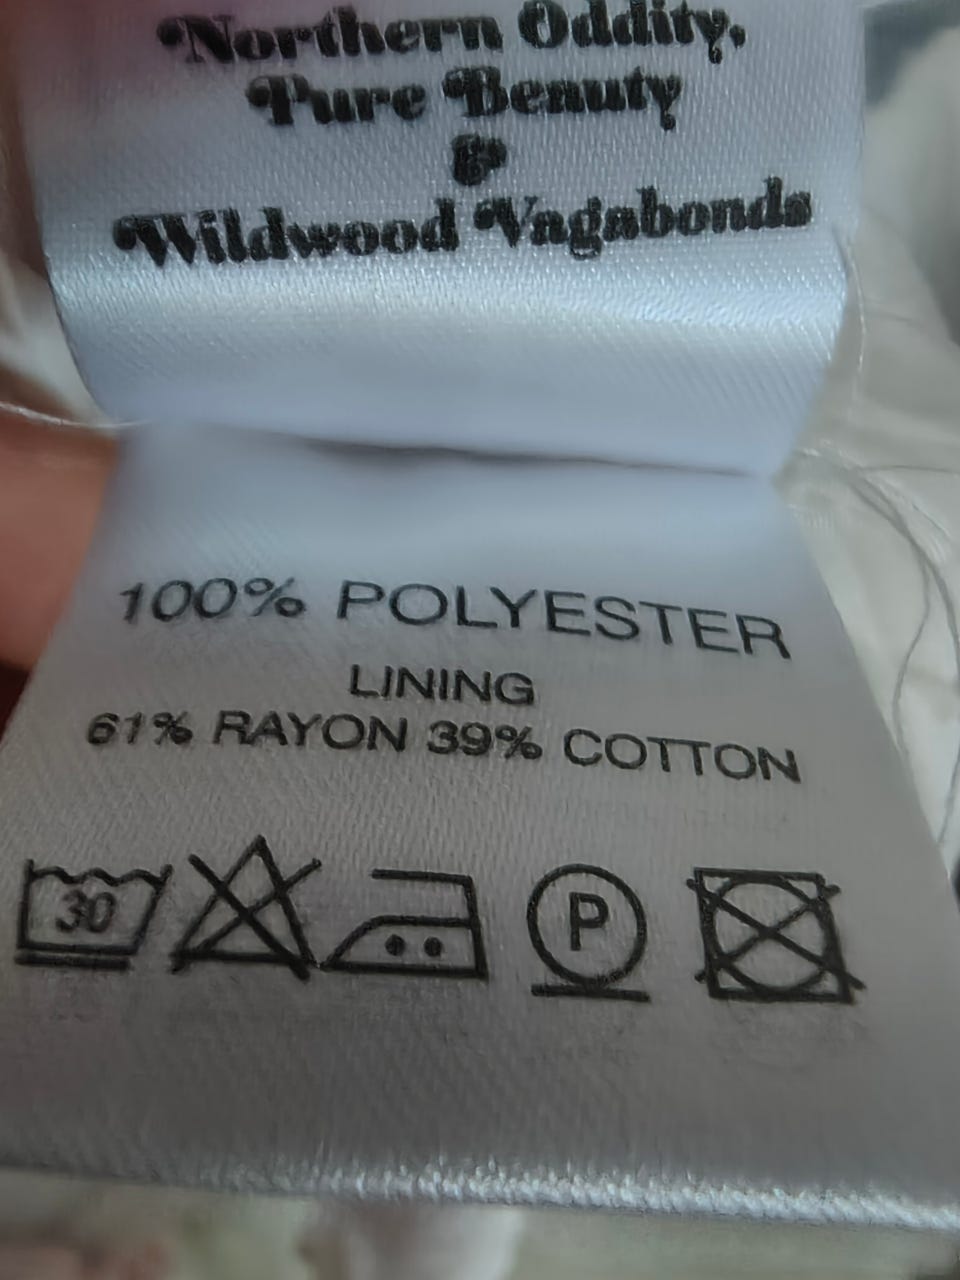 Northern Oddity,
Pure Beauty
&
Wildwood Vagabonds
100% POLYESTER
LINING
61% RAYON 39% COTTON
30
P